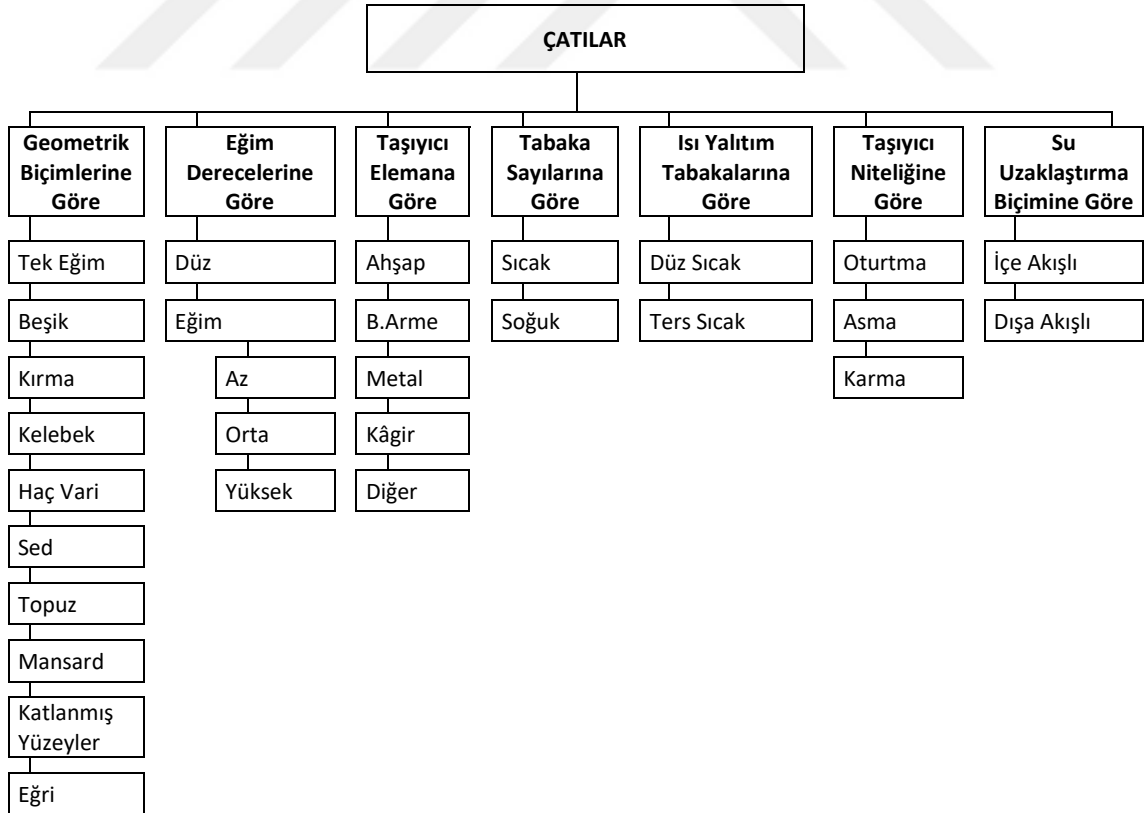 ÇATILAR
Geometrik
Biçimlerine
Göre
Tek Eğim
Beşik
Kırma
Kelebek
Haç Vari
Sed
Topuz
Mansard
Katlanmış
Yüzeyler
Eğri
Eğim
Derecelerine
Göre
Düz
Eğim
Az
Orta
Yüksek
Taşıyıcı
Elemana
Göre
Ahşap
B.Arme
Metal
Kâgir
Diğer
Tabaka
Sayılarına
Göre
Sıcak
Soğuk
Isı Yalıtım
Tabakalarına
Göre
Düz Sıcak
Ters Sıcak
Taşıyıcı
Niteliğine
Göre
Oturtma
Asma
Karma
Su
Uzaklaştırma
Biçimine Göre
İçe Akışlı
Dışa Akışlı